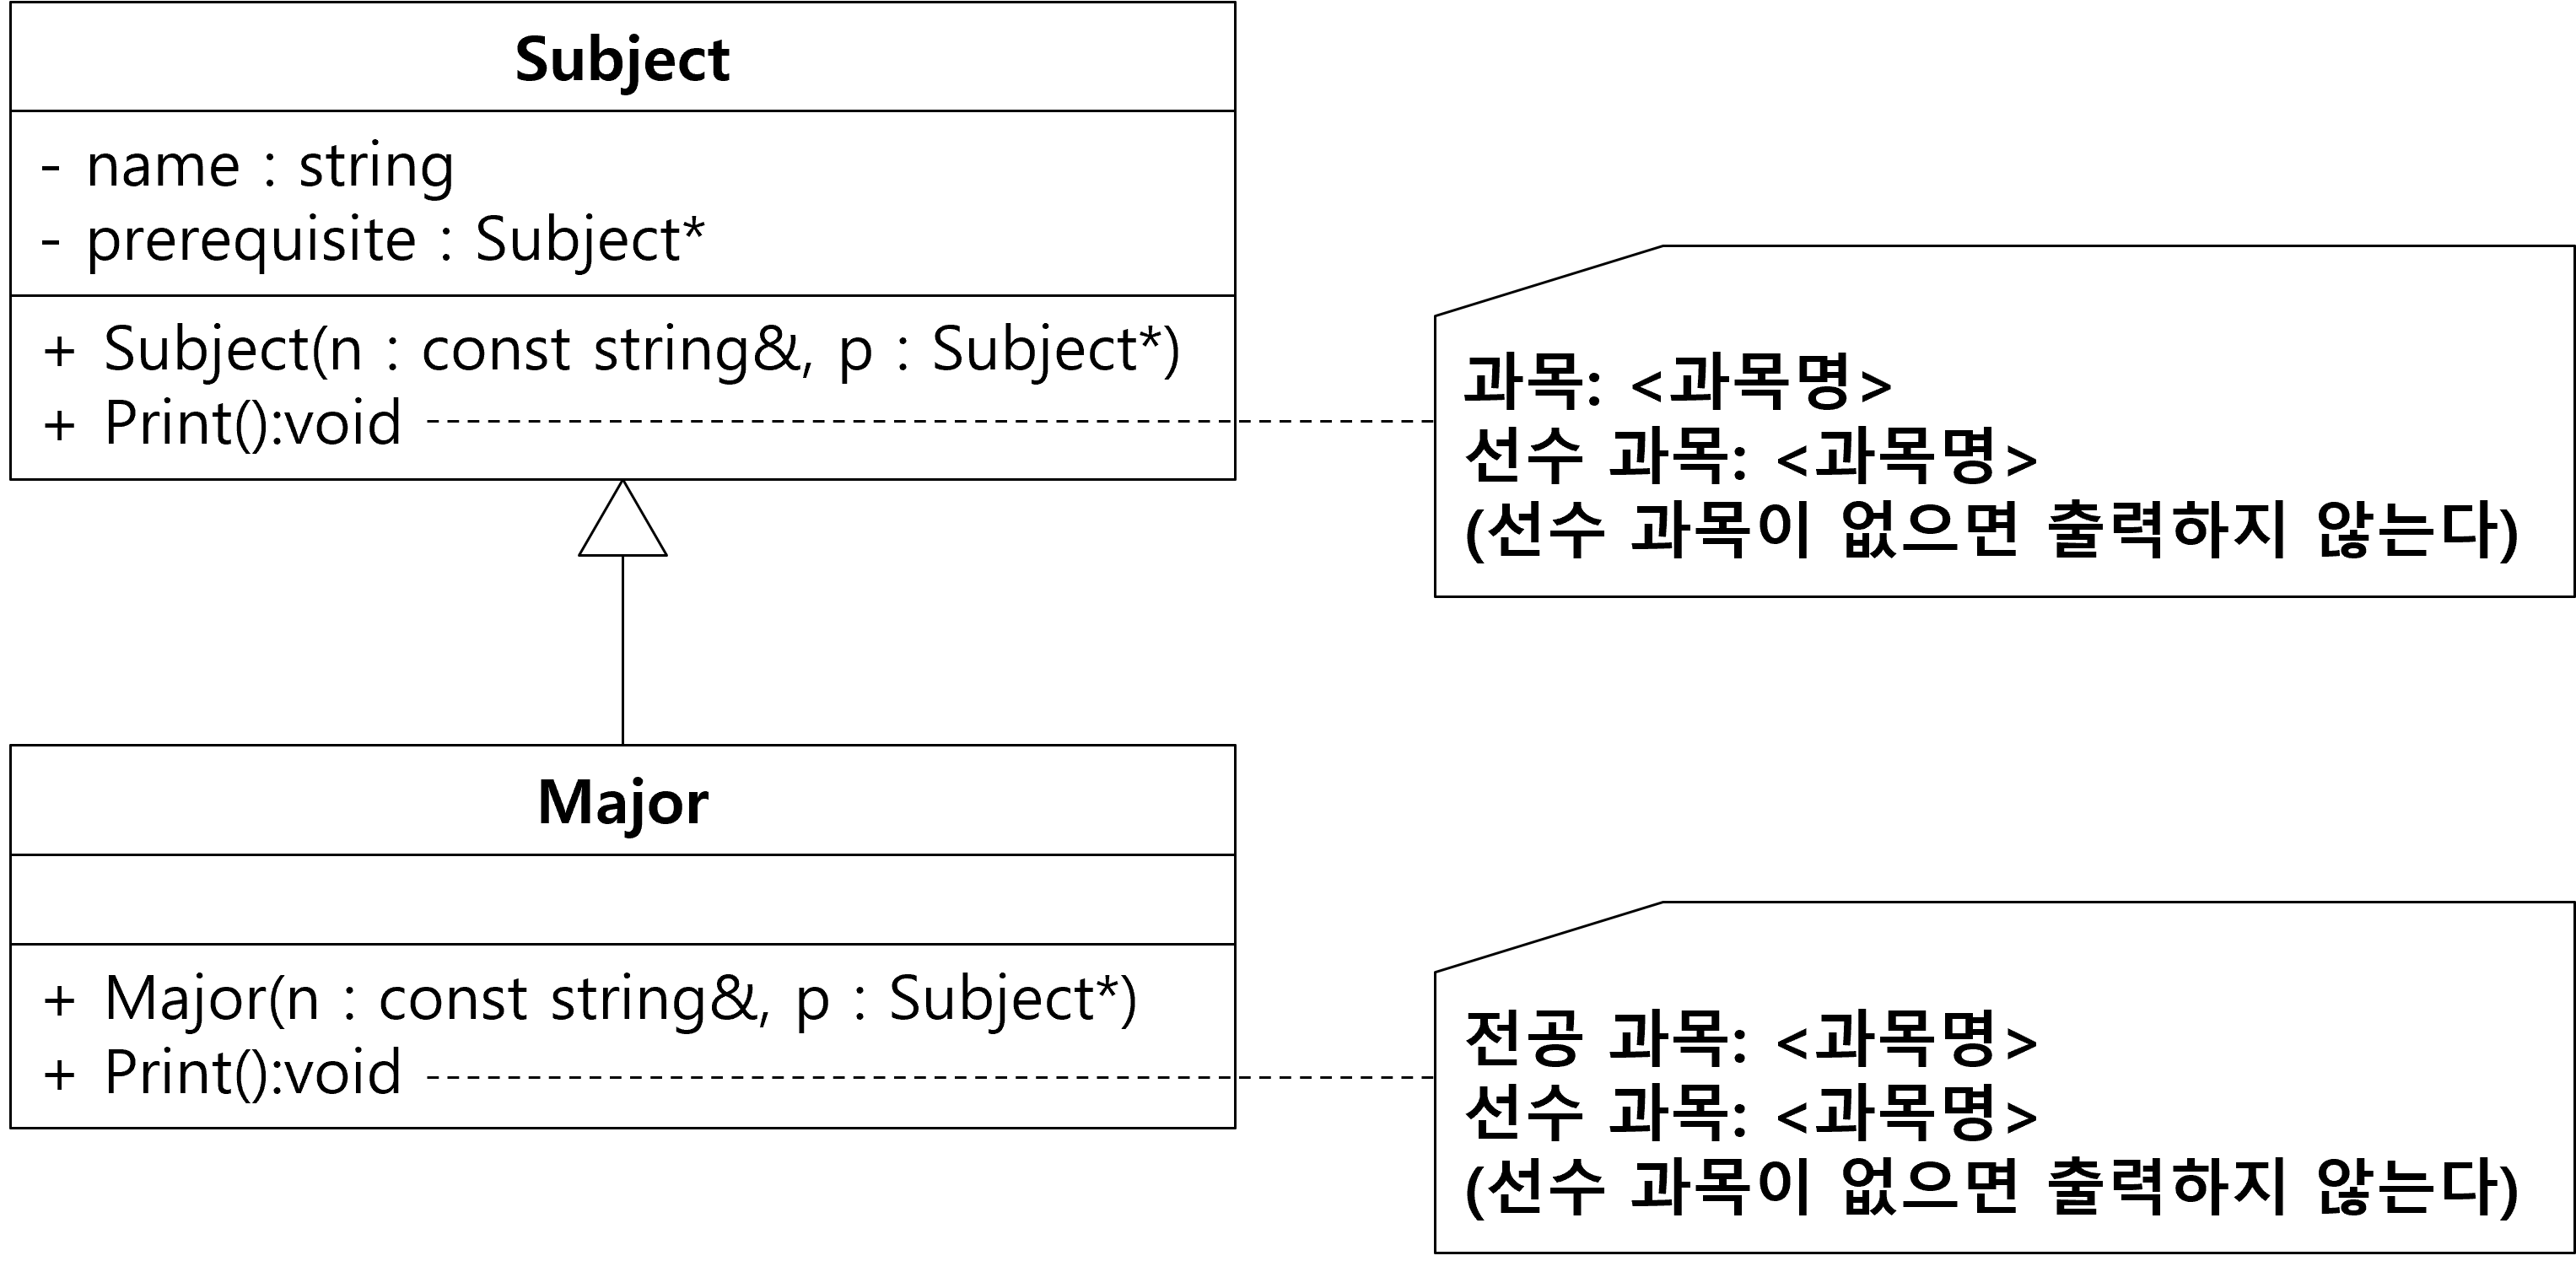 Subject
- name : string
- prerequisite : Subject*
+ Subject(n : const string&, p : Subject*)
+ Print():void
과목: <과목명>
선수 과목: <과목명>
(선수 과목이 없으면 출력하지 않는다)
Major
+ Major(n : const string&, p : Subject*)
+ Print():void
전공 과목: <과목명>
선수 과목: <과목명>
(선수 과목이 없으면 출력하지 않는다)